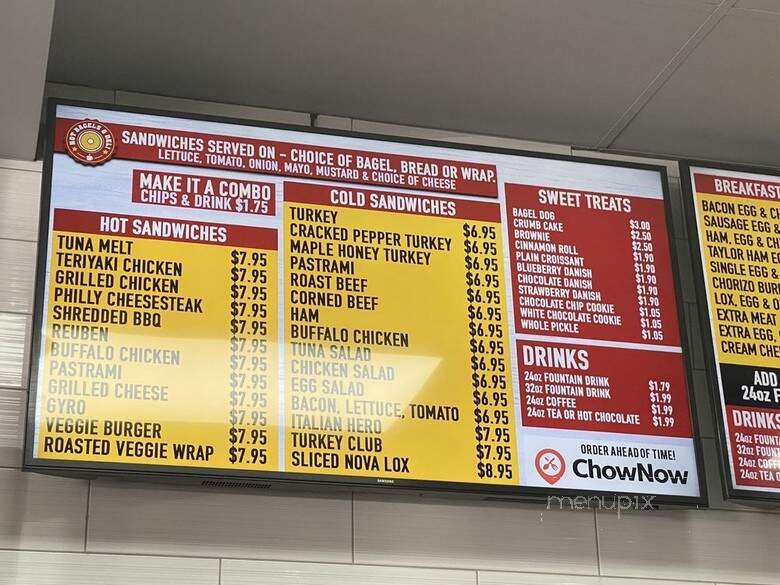 HOT BAGELS & DELI
SANDWICHES SERVED ON - CHOICE OF BAGEL, BREAD OR WRAP.
LETTUCE, TOMATO, ONION, MAYO, MUSTARD & CHOICE OF CHEESE
MAKE IT A COMBO
CHIPS & DRINK $1.75
HOT SANDWICHES
TUNA MELT $7.95
TERIYAKI CHICKEN $7.95
GRILLED CHICKEN $7.95
PHILLY CHEESESTEAK $7.95
SHREDDED BBQ $7.95
REUBEN $7.95
BUFFALO CHICKEN $7.95
PASTRAMI $7.95
GRILLED CHEESE $7.95
GYRO $7.95
VEGGIE BURGER $7.95
ROASTED VEGGIE WRAP $7.95
COLD SANDWICHES
TURKEY $6.95
CRACKED PEPPER TURKEY $6.95
MAPLE HONEY TURKEY $6.95
PASTRAMI $6.95
ROAST BEEF $6.95
CORNED BEEF $6.95
HAM $6.95
BUFFALO CHICKEN $6.95
TUNA SALAD $6.95
CHICKEN SALAD $6.95
EGG SALAD $6.95
BACON, LETTUCE, TOMATO $6.95
ITALIAN HERO $7.95
TURKEY CLUB $7.95
SLICED NOVA LOX $8.95
SWEET TREATS
BAGEL DOG $3.00
CRUMB CAKE $2.50
BROWNIE $2.50
CINNAMON ROLL $1.90
PLAIN CROISSANT $1.90
BLUEBERRY DANISH $1.90
CHOCOLATE DANISH $1.90
STRAWBERRY DANISH $1.90
CHOCOLATE CHIP COOKIE $1.05
WHITE CHOCOLATE COOKIE $1.05
WHOLE PICKLE $1.05
DRINKS
24oz FOUNTAIN DRINK $1.79
32oz FOUNTAIN DRINK $1.99
24oz COFFEE $1.99
24oz TEA OR HOT CHOCOLATE $1.99
ORDER AHEAD OF TIME!
ChowNow
SAMSUNG
BREAKFAST
BACON EGG &
SAUSAGE EGG &
HAM, EGG & CH
TAYLOR HAM EG
SINGLE EGG &
CHORIZO BURR
LOX, EGG & 
EXTRA MEAT
EXTRA EGG,
CREAM CHE
ADD
24oz F
DRINKS
24oz FOUNTA
32oz FOUNT
24oz COFF
24oz TEA O
menupix